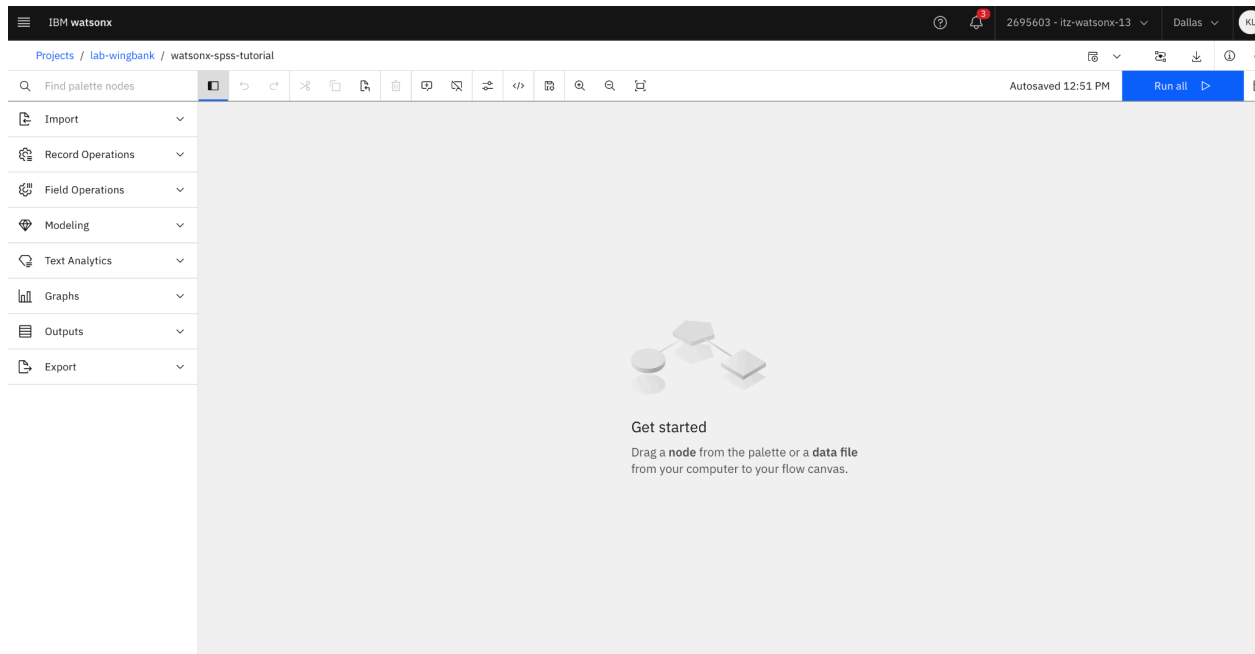 IBM watsonx
3
2695603 - itz-watsonx-13
Dallas
KL
Projects / lab-wingbank / watsonx-spss-tutorial
Find palette nodes
Autosaved 12:51 PM
Run all
Import
Record Operations
Field Operations
Modeling
Text Analytics
Graphs
Outputs
Export
Get started
Drag a node from the palette or a data file
from your computer to your flow canvas.